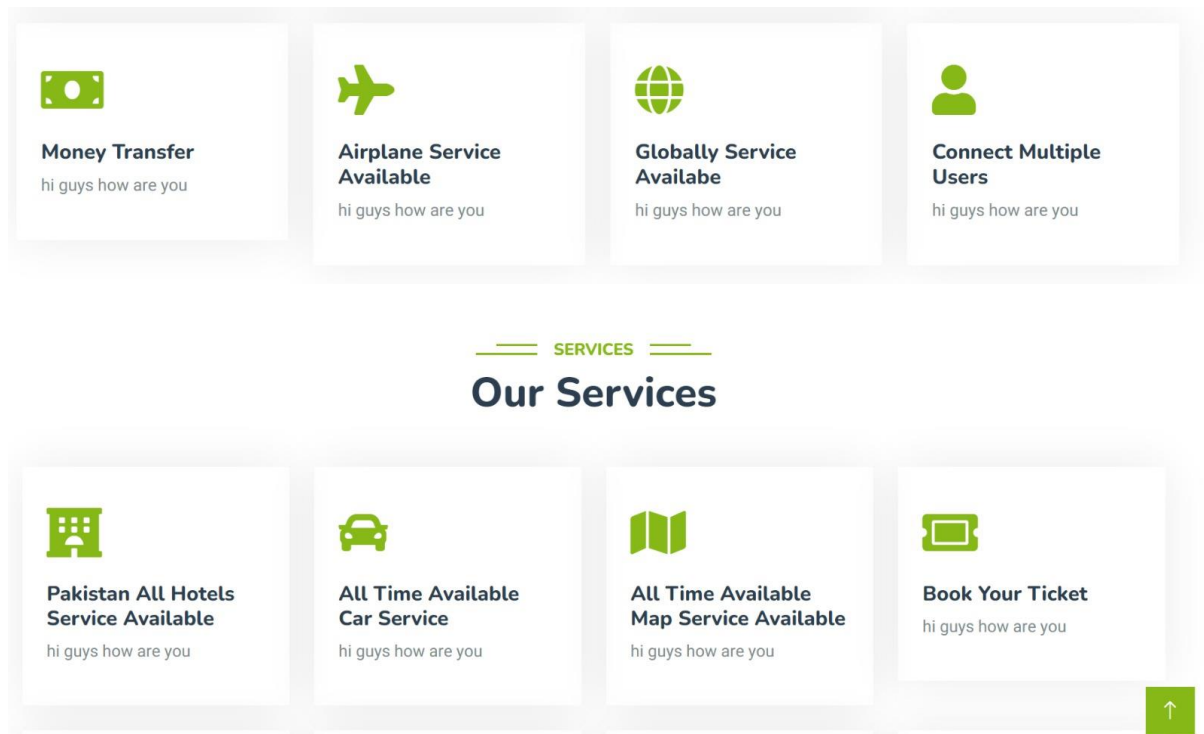 Money Transfer
hi guys how are you
Airplane Service
Available
hi guys how are you
Globally Service
Availabe
hi guys how are you
Connect Multiple
Users
hi guys how are you
SERVICES
Our Services
Pakistan All Hotels
Service Available
hi guys how are you
All Time Available
Car Service
hi guys how are you
All Time Available
Map Service Available
hi guys how are you
Book Your Ticket
hi guys how are you